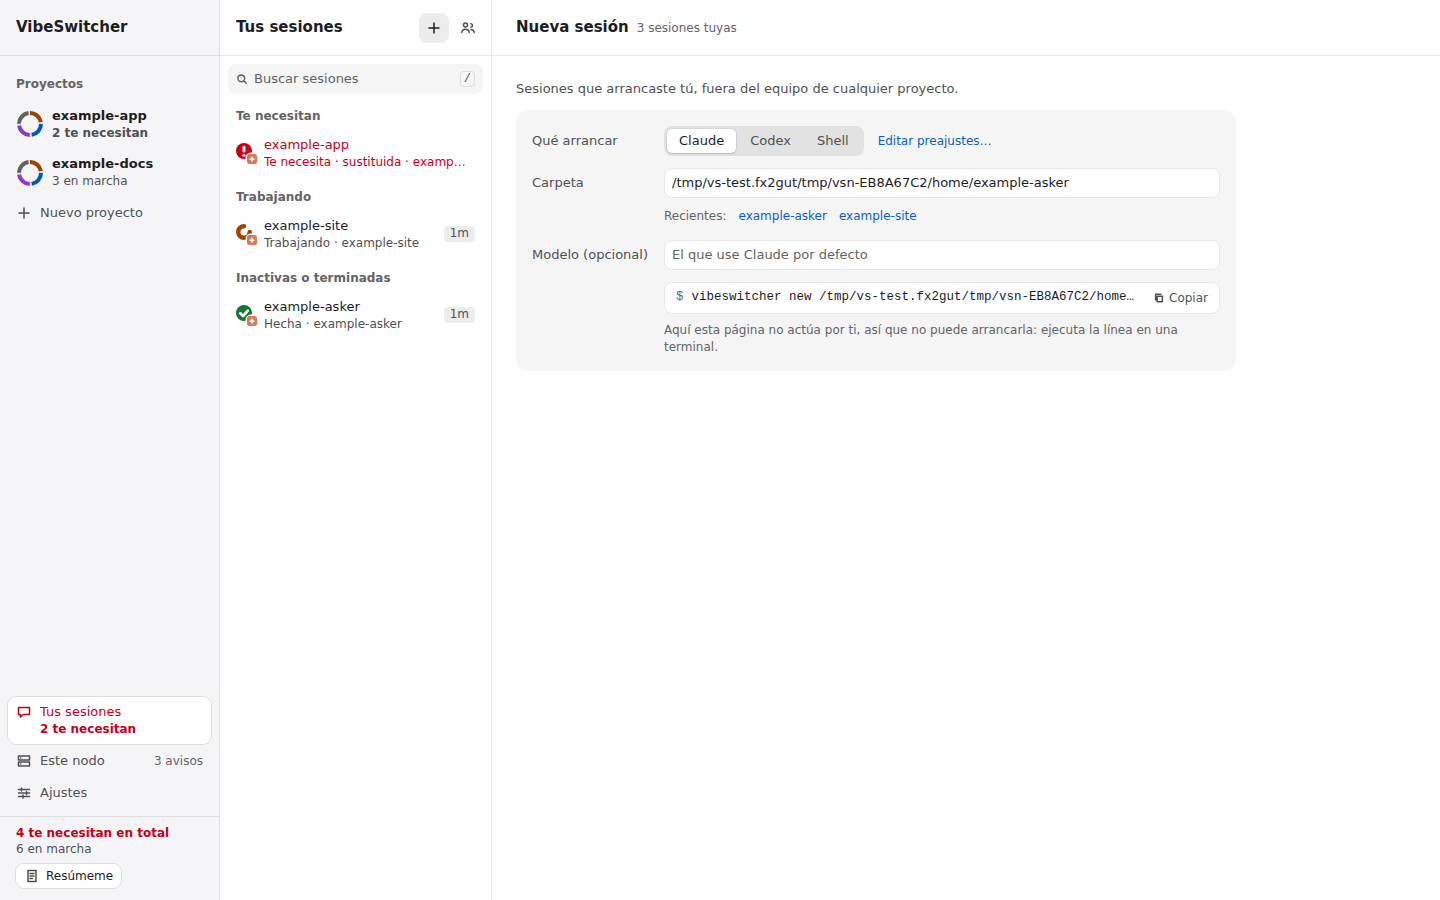 VibeSwitcher
Proyectos
example-app
2 te necesitan
example-docs
3 en marcha
Nuevo proyecto
Tus sesiones
2 te necesitan
Este nodo
3 avisos
Ajustes
4 te necesitan en total
6 en marcha
Resúmeme
Tus sesiones
Buscar sesiones
/
Te necesitan
example-app
Te necesita · sustituida · examp…
Trabajando
example-site
Trabajando · example-site
1m
Inactivas o terminadas
example-asker
Hecha · example-asker
1m
Nueva sesión 3 sesiones tuyas
Sesiones que arrancaste tú, fuera del equipo de cualquier proyecto.
Qué arrancar
Claude Codex Shell Editar preajustes…
Carpeta
/tmp/vs-test.fx2gut/tmp/vsn-EB8A67C2/home/example-asker
Recientes: example-asker example-site
Modelo (opcional)
El que use Claude por defecto
$ vibeswitcher new /tmp/vs-test.fx2gut/tmp/vsn-EB8A67C2/home…
Copiar
Aquí esta página no actúa por ti, así que no puede arrancarla: ejecuta la línea en una
terminal.